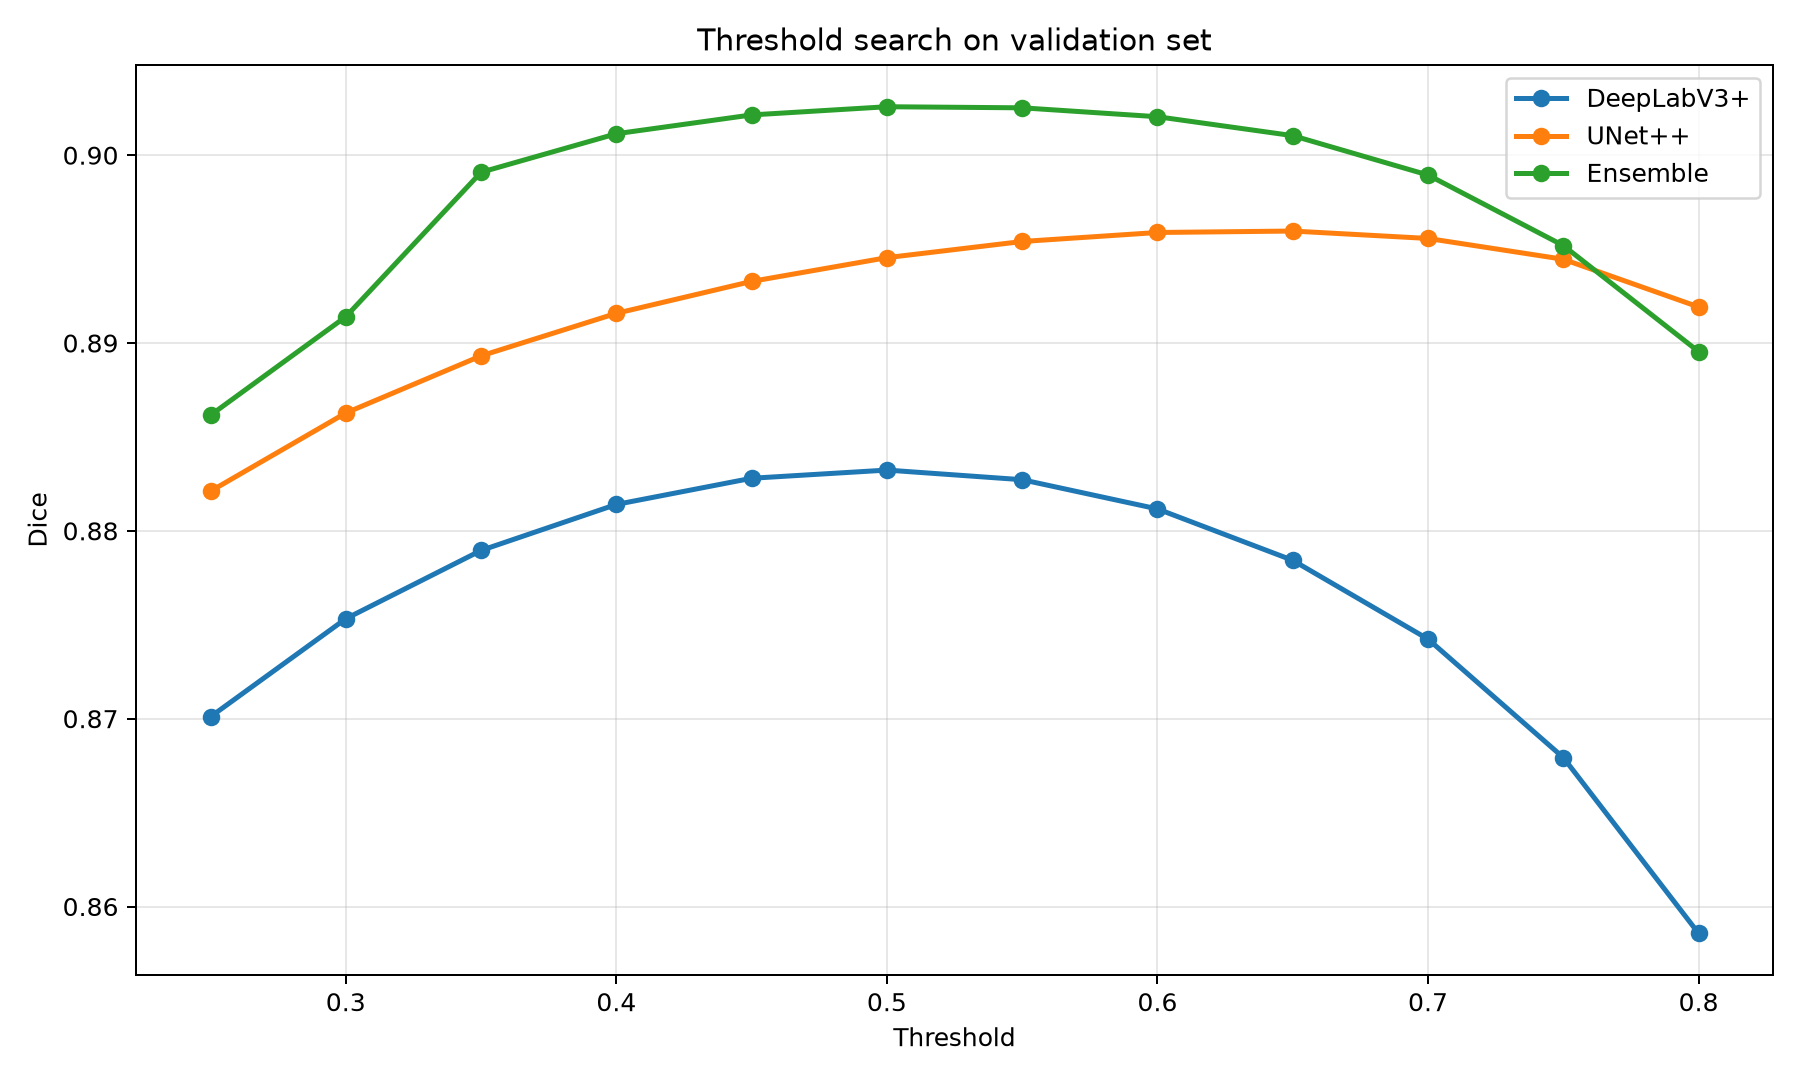 Threshold search on validation set
DeepLabV3+
UNet++
Ensemble
Dice
0.90
0.89
0.88
0.87
0.86
0.3 0.4 0.5 0.6 0.7 0.8
Threshold